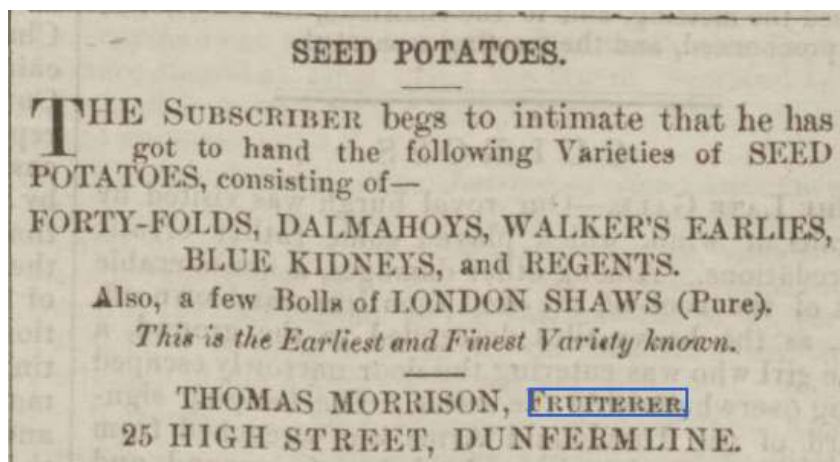 SEED POTATOES.
THE SUBSCRIBER begs to intimate that he has
got to hand the following Varieties of SEED
POTATOES, consisting of—
FORTY-FOLDS, DALMAHOYS, WALKER'S EARLIES,
BLUE KIDNEYS, and REGENTS.
Also, a few Bolls of LONDON SHAWS (Pure).
This is the Earliest and Finest Variety known.
THOMAS MORRISON, FRUITERER,
25 HIGH STREET, DUNFERMLINE.